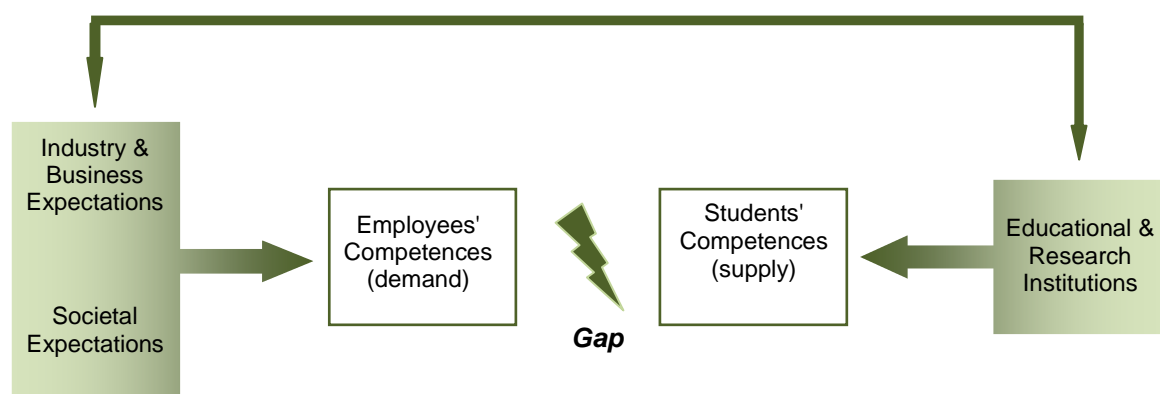 Industry &
Business
Expectations
Societal
Expectations
Employees'
Competences
(demand)
Gap
Students'
Competences
(supply)
Educational &
Research
Institutions